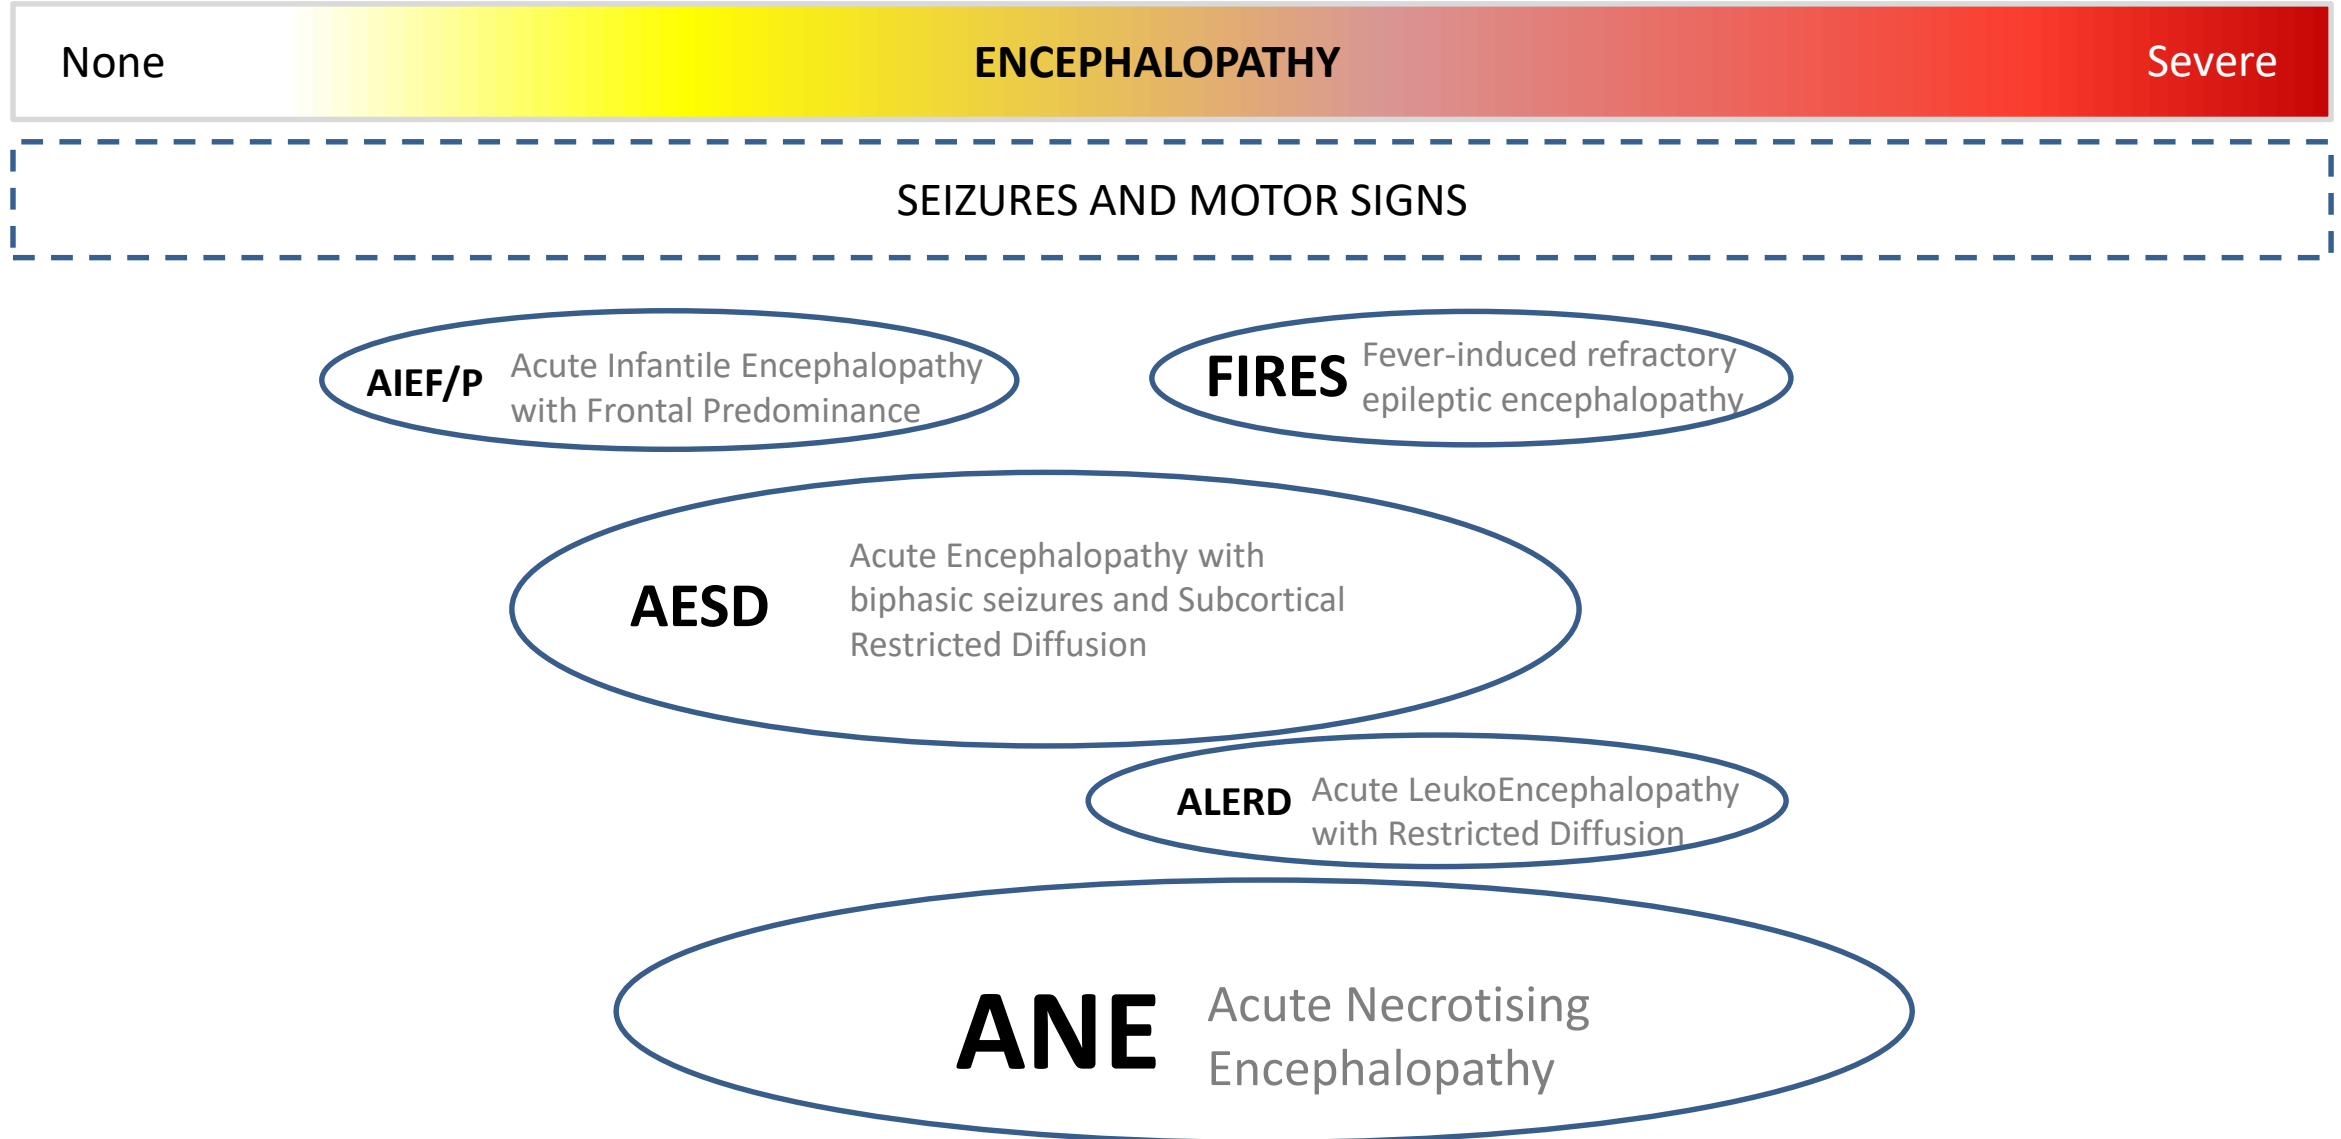 None
ENCEPHALOPATHY
Severe
SEIZURES AND MOTOR SIGNS
AIEF/P
Acute Infantile Encephalopathy
with Frontal Predominance
FIRES
Fever-induced refractory
epileptic encephalopathy
AESD
Acute Encephalopathy with
biphasic seizures and Subcortical
Restricted Diffusion
ALERD
Acute LeukoEncephalopathy
with Restricted Diffusion
ANE
Acute Necrotising
Encephalopathy